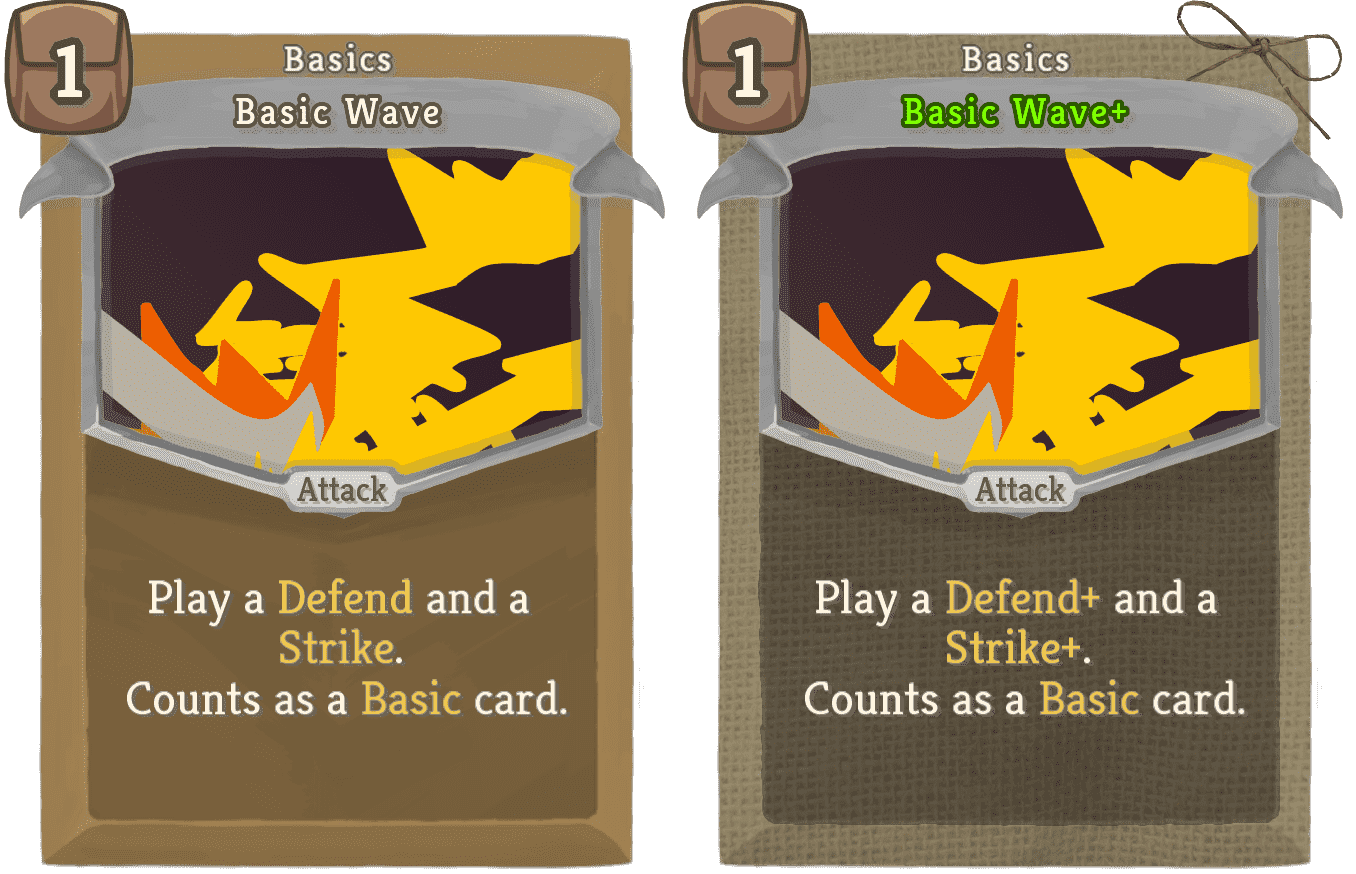 1
Basics
Basic Wave
Attack
Play a Defend and a
Strike.
Counts as a Basic card.
1
Basics
Basic Wave+
Attack
Play a Defend+ and a
Strike+.
Counts as a Basic card.